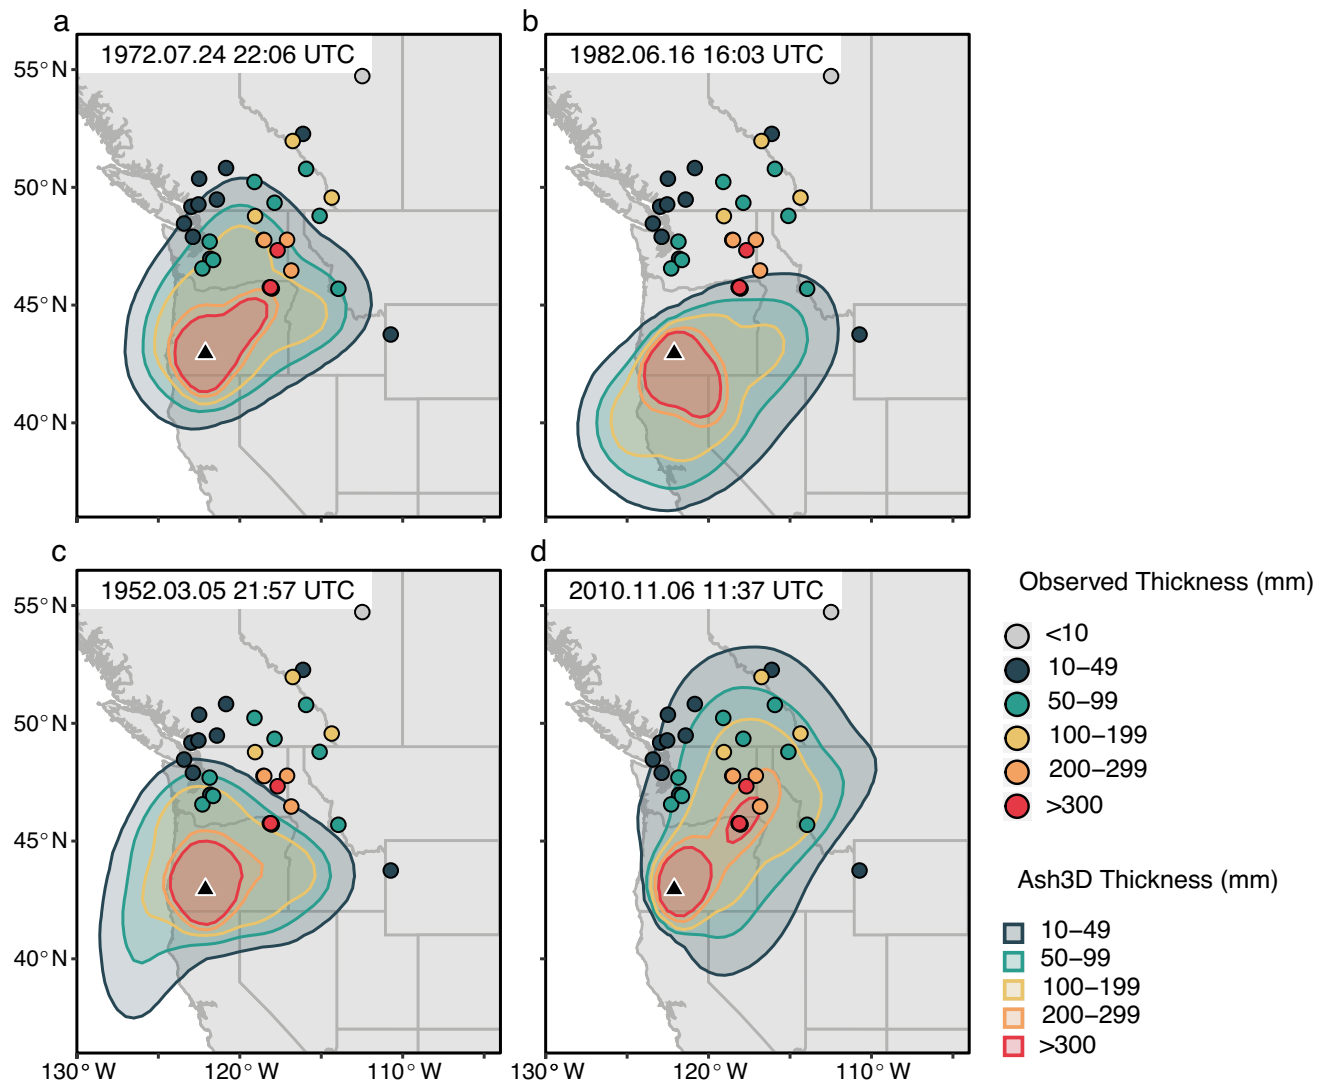 a
b
1972.07.24 22:06 UTC
1982.06.16 16:03 UTC
55° N
50° N
45° N
40° N
c
d
1952.03.05 21:57 UTC
2010.11.06 11:37 UTC
55° N
50° N
45° N
40° N
130° W
120° W
110° W
130° W
120° W
110° W
Observed Thickness (mm)
<10
10−49
50−99
100−199
200−299
>300
Ash3D Thickness (mm)
10−49
50−99
100−199
200−299
>300